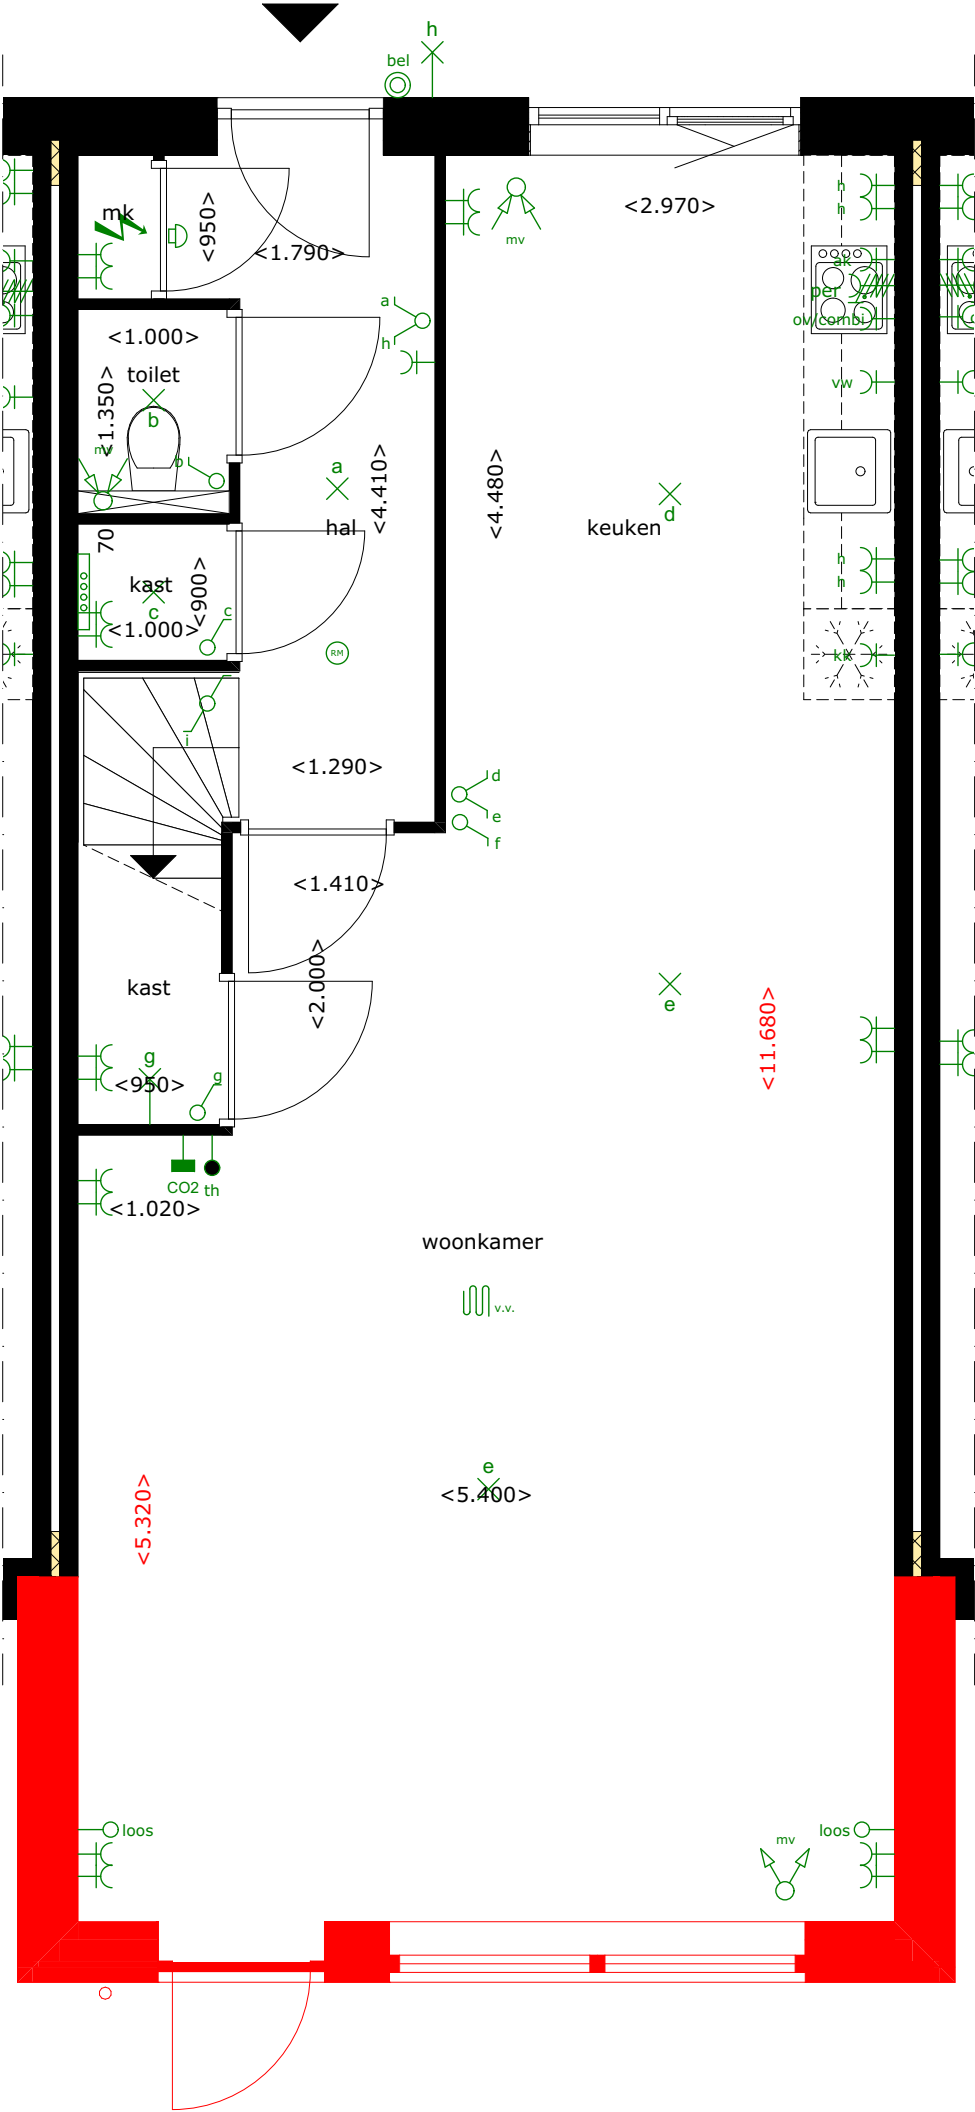 h
bel
mk
<950>
<1.790>
mv
<2.970>
h
h
ak
per
ov/combi
a
h
<1.000>
toilet
<1.350>
b
mv
b
vw
a
<4.410>
<4.480>
hal
keuken
d
70
kast
<900>
c
c
<1.000>
h
h
RM
kk
i
<1.290>
d
e
f
<1.410>
<2.000>
kast
e
<11.680>
g
g
<950>
CO2
th
<1.020>
woonkamer
v.v.
e
<5.400>
<5.320>
loos
loos
mv